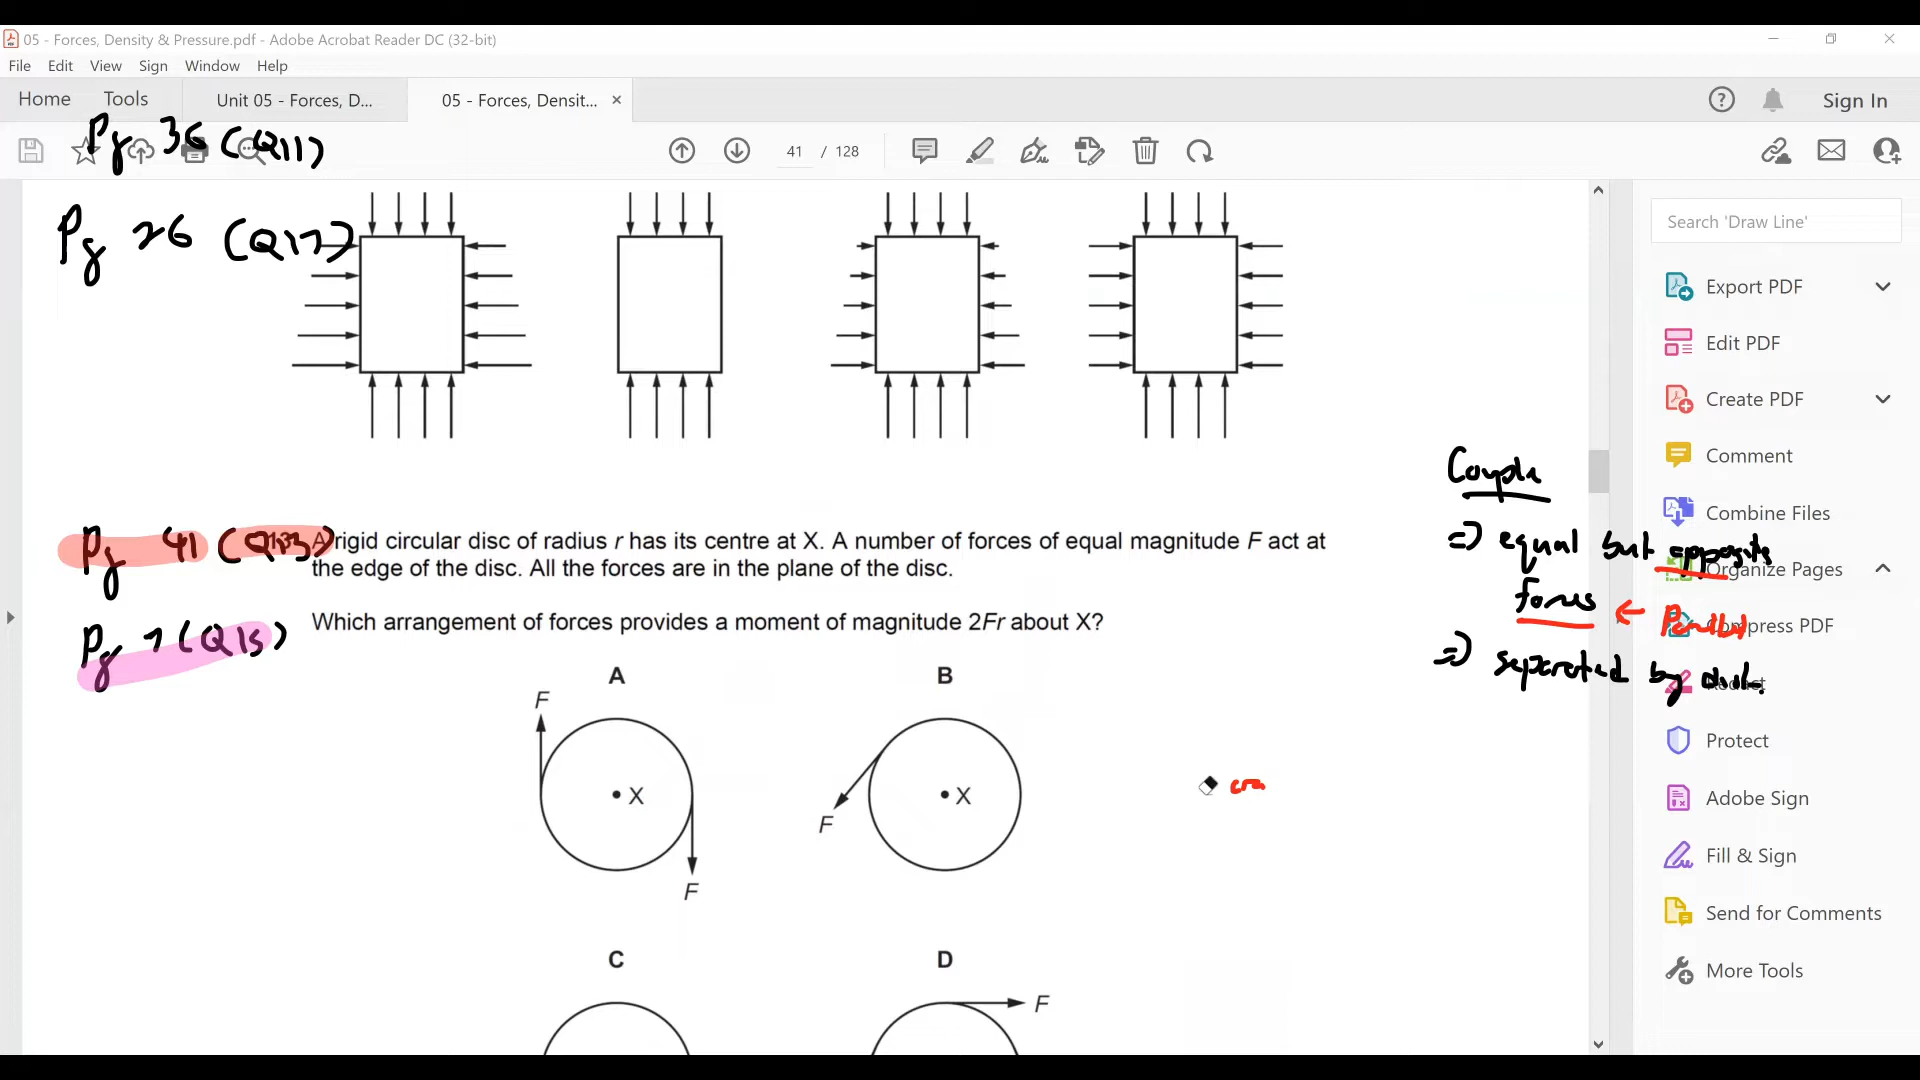 05 - Forces, Density & Pressure.pdf - Adobe Acrobat Reader DC (32-bit)
File Edit View Sign Window Help
Home Tools Unit 05 - Forces, D... 05 - Forces, Densit... × Sign In
Pg 36 (Q11)
41 / 128
Pg 26 (Q17)
Search 'Draw Line'
Export PDF
Edit PDF
Create PDF
Comment
Combine Files
Organize Pages
Compress PDF
Redact
Protect
Adobe Sign
Fill & Sign
Send for Comments
More Tools
Couple
⇒ equal but opposite
forces ← Parallel
⇒ separated by dist.
Pg 41 (Q13)
A rigid circular disc of radius r has its centre at X. A number of forces of equal magnitude F act at
the edge of the disc. All the forces are in the plane of the disc.
Pg 7 (Q15)
Which arrangement of forces provides a moment of magnitude 2Fr about X?
A B
F
X X
F
F
C D
F